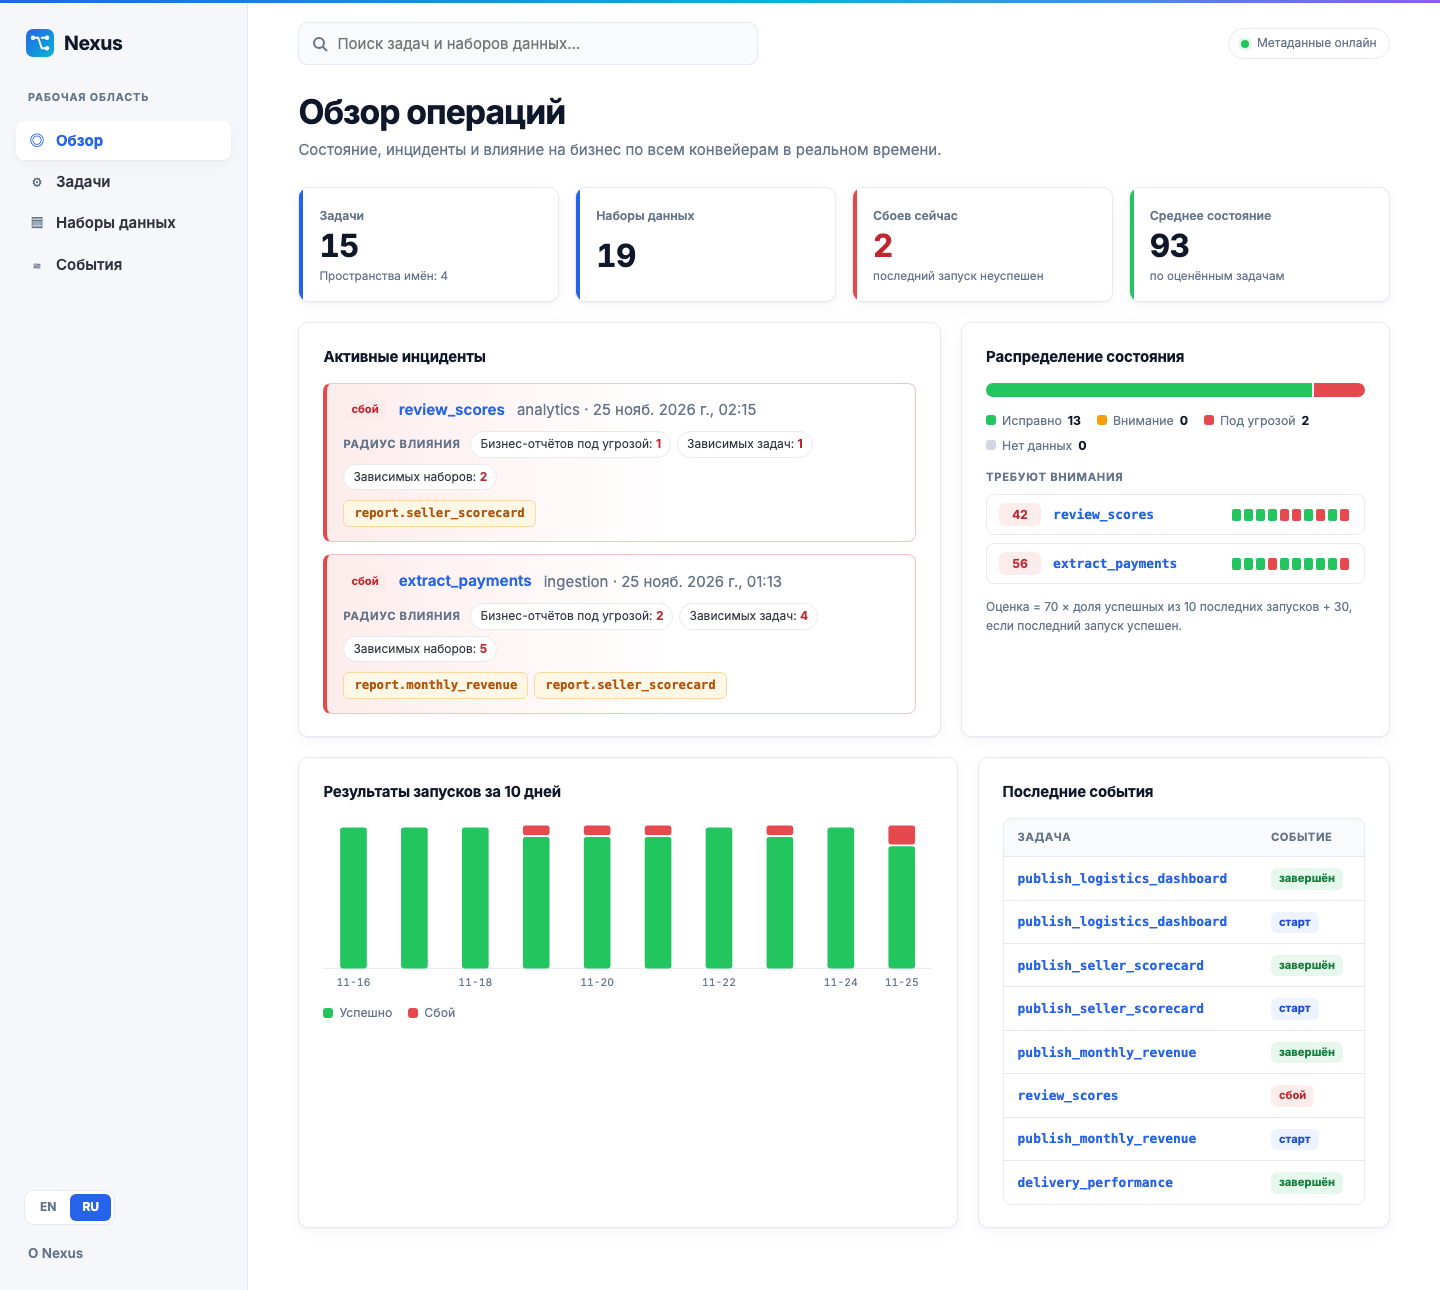 Nexus
Поиск задач и наборов данных...
Метаданные онлайн
РАБОЧАЯ ОБЛАСТЬ
Обзор
Задачи
Наборы данных
События
Обзор операций
Состояние, инциденты и влияние на бизнес по всем конвейерам в реальном времени.
Задачи
15
Пространства имён: 4
Наборы данных
19
Сбоев сейчас
2
последний запуск неуспешен
Среднее состояние
93
по оценённым задачам
Активные инциденты
сбой review_scores analytics · 25 нояб. 2026 г., 02:15
РАДИУС ВЛИЯНИЯ Бизнес-отчётов под угрозой: 1 Зависимых задач: 1
Зависимых наборов: 2
report.seller_scorecard
сбой extract_payments ingestion · 25 нояб. 2026 г., 01:13
РАДИУС ВЛИЯНИЯ Бизнес-отчётов под угрозой: 2 Зависимых задач: 4
Зависимых наборов: 5
report.monthly_revenue report.seller_scorecard
Распределение состояния
Исправно 13 Внимание 0 Под угрозой 2
Нет данных 0
ТРЕБУЮТ ВНИМАНИЯ
42 review_scores
56 extract_payments
Оценка = 70 × доля успешных из 10 последних запусков + 30,
если последний запуск успешен.
Результаты запусков за 10 дней
11-16 11-18 11-20 11-22 11-24 11-25
Успешно Сбой
Последние события
ЗАДАЧА СОБЫТИЕ
publish_logistics_dashboard завершён
publish_logistics_dashboard старт
publish_seller_scorecard завершён
publish_seller_scorecard старт
publish_monthly_revenue завершён
review_scores сбой
publish_monthly_revenue старт
delivery_performance завершён
EN RU
О Nexus